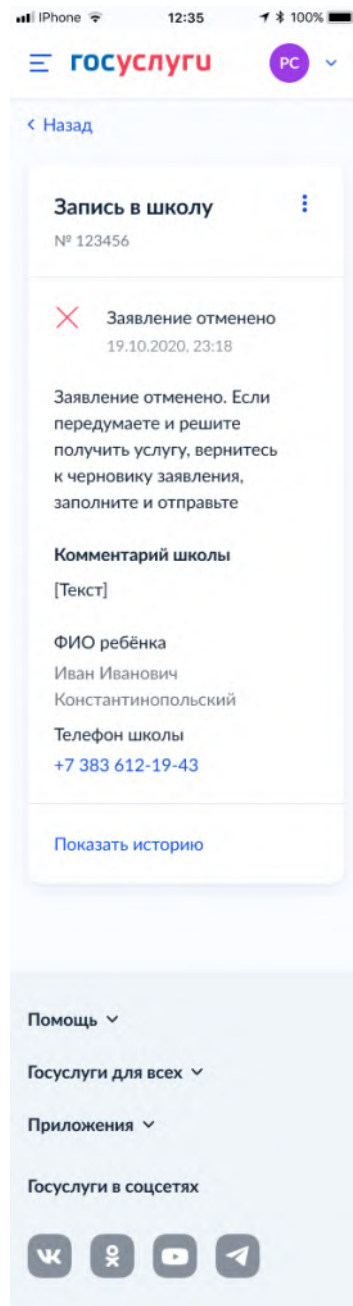 IPhone 12:35 100%
госуслуги РС
Назад
Запись в школу
№ 123456
Заявление отменено
19.10.2020, 23:18
Заявление отменено. Если
передумаете и решите
получить услугу, вернитесь
к черновику заявления,
заполните и отправьте
Комментарий школы
[Текст]
ФИО ребёнка
Иван Иванович
Константинопольский
Телефон школы
+7 383 612-19-43
Показать историю
Помощь
Госуслуги для всех
Приложения
Госуслуги в соцсетях